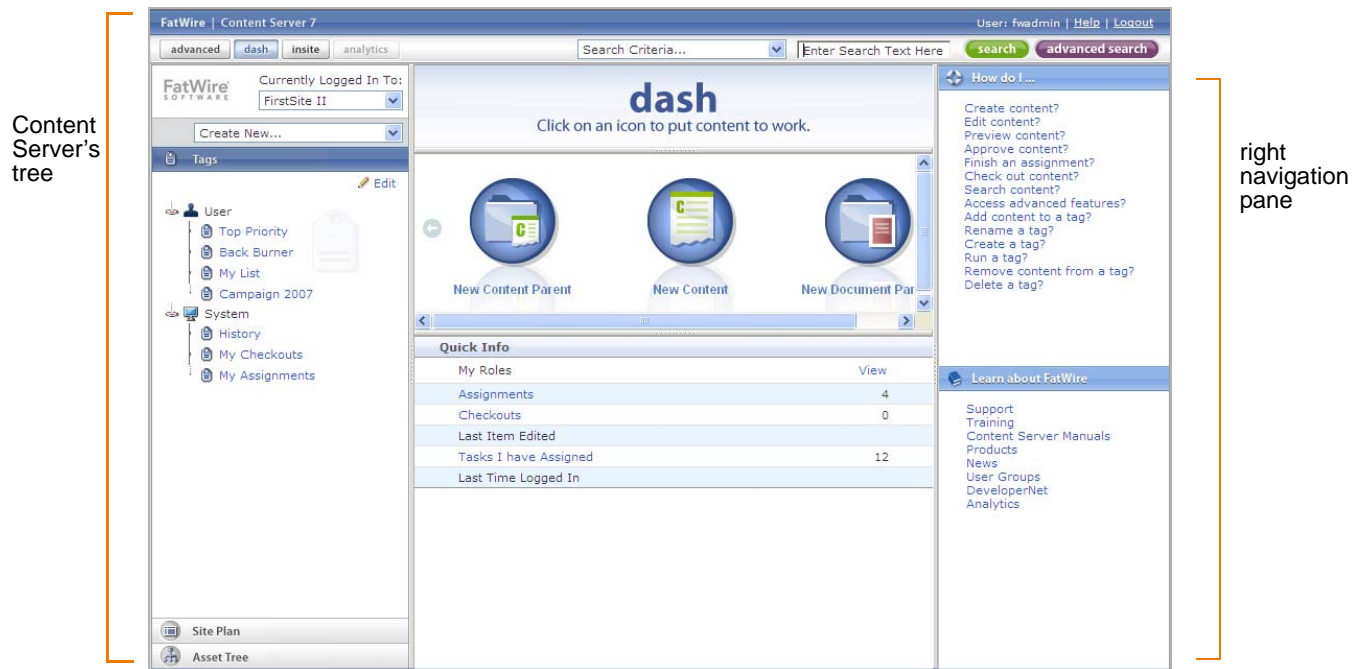 FatWire | Content Server 7
User: fwadmin | Help | Logout
advanced dash insite analytics
Search Criteria...
Enter Search Text Here
search
advanced search
Content
Server's
tree
FatWire
SOFTWARE
Currently Logged In To:
FirstSite II
Create New...
Tags
Edit
User
Top Priority
Back Burner
My List
Campaign 2007
System
History
My Checkouts
My Assignments
Site Plan
Asset Tree
dash
Click on an icon to put content to work.
New Content Parent
New Content
New Document Par
Quick Info
My Roles View
Assignments 4
Checkouts 0
Last Item Edited
Tasks I have Assigned 12
Last Time Logged In
How do I ...
Create content?
Edit content?
Preview content?
Approve content?
Finish an assignment?
Check out content?
Search content?
Access advanced features?
Add content to a tag?
Rename a tag?
Create a tag?
Run a tag?
Remove content from a tag?
Delete a tag?
Learn about FatWire
Support
Training
Content Server Manuals
Products
News
User Groups
DeveloperNet
Analytics
right
navigation
pane